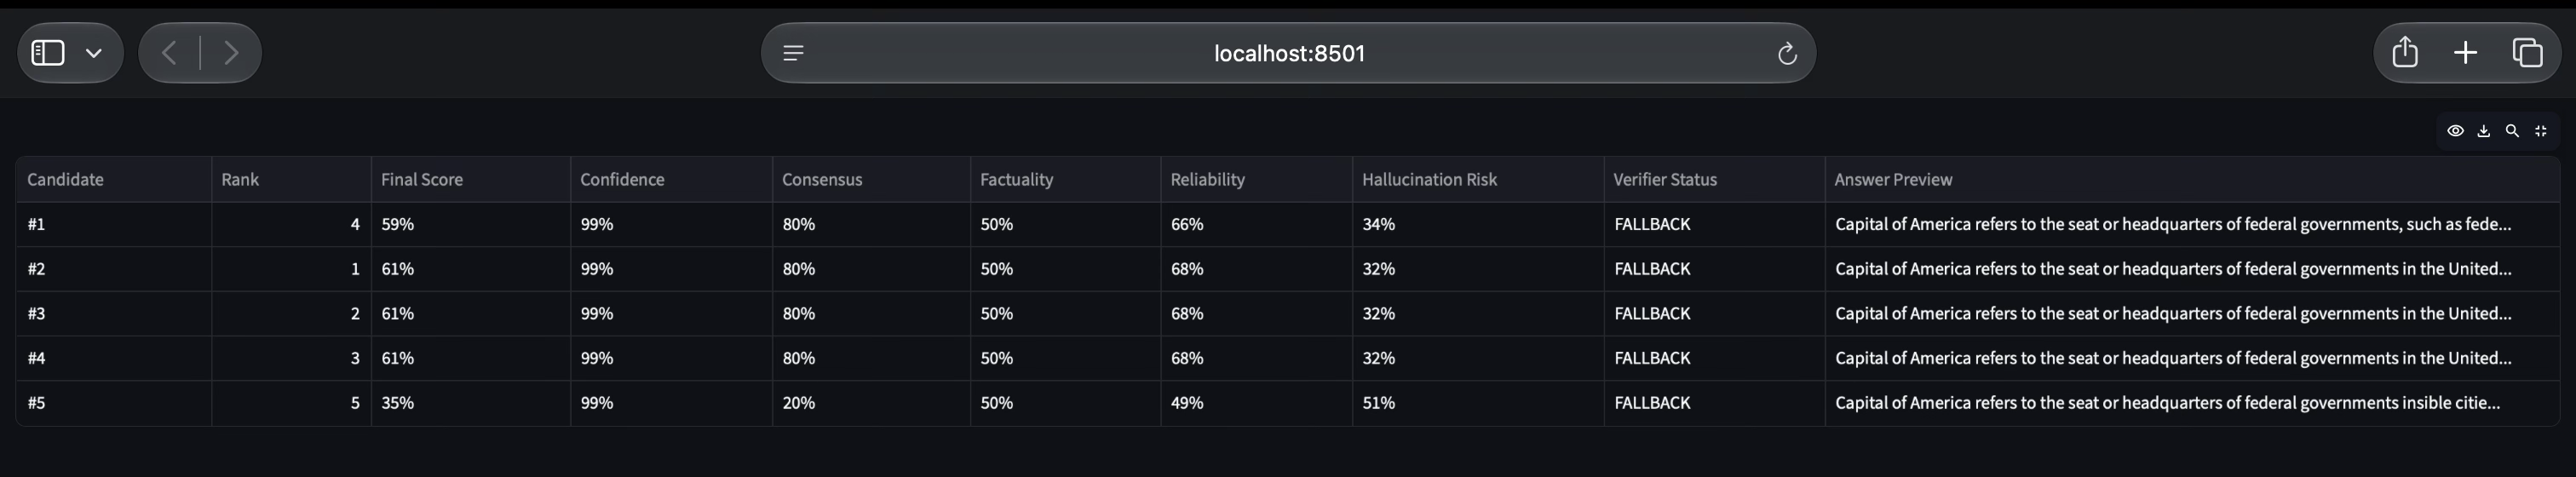 localhost:8501
Candidate Rank Final Score Confidence Consensus Factuality Reliability Hallucination Risk Verifier Status Answer Preview
#1 4 59% 99% 80% 50% 66% 34% FALLBACK Capital of America refers to the seat or headquarters of federal governments, such as fede...
#2 1 61% 99% 80% 50% 68% 32% FALLBACK Capital of America refers to the seat or headquarters of federal governments in the United...
#3 2 61% 99% 80% 50% 68% 32% FALLBACK Capital of America refers to the seat or headquarters of federal governments in the United...
#4 3 61% 99% 80% 50% 68% 32% FALLBACK Capital of America refers to the seat or headquarters of federal governments in the United...
#5 5 35% 99% 20% 50% 49% 51% FALLBACK Capital of America refers to the seat or headquarters of federal governments insible citie...